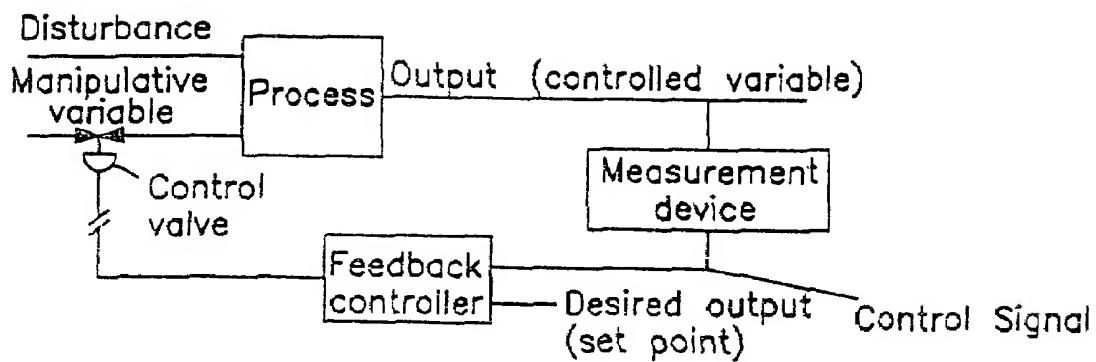 Disturbance
Manipulative
variable
Process
Output (controlled variable)
Control
valve
Measurement
device
Feedback
controller
Desired output
(set point)
Control Signal